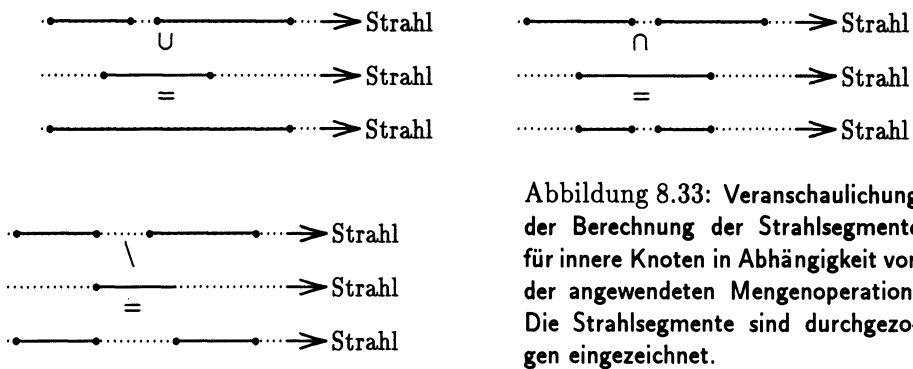 Strahl
∪
Strahl
=
Strahl
Strahl
∩
Strahl
=
Strahl
Strahl
\
Strahl
=
Strahl
Abbildung 8.33: Veranschaulichung
der Berechnung der Strahlsegmente
für innere Knoten in Abhängigkeit von
der angewendeten Mengenoperation
Die Strahlsegmente sind durchgezo-
gen eingezeichnet.